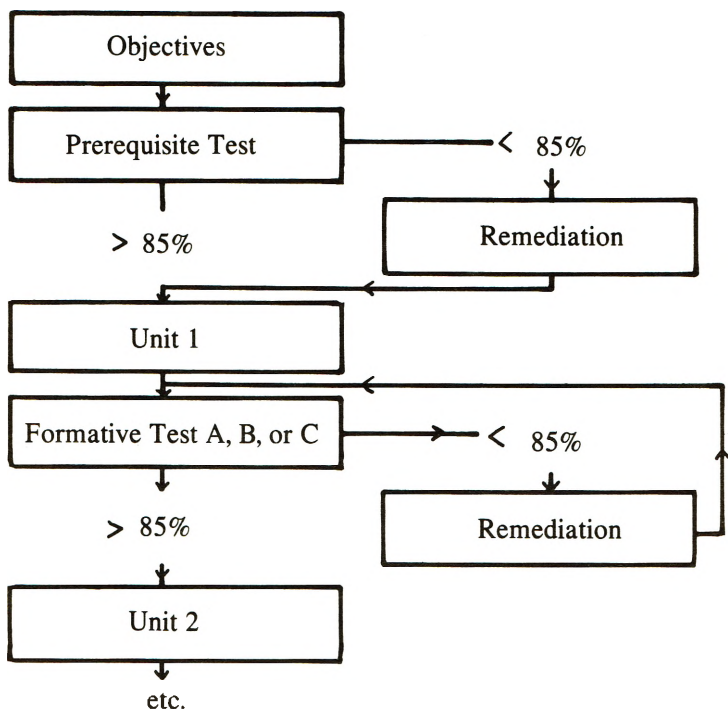 Objectives
Prerequisite Test
< 85%
> 85%
Remediation
Unit 1
Formative Test A, B, or C
< 85%
> 85%
Remediation
Unit 2
etc.